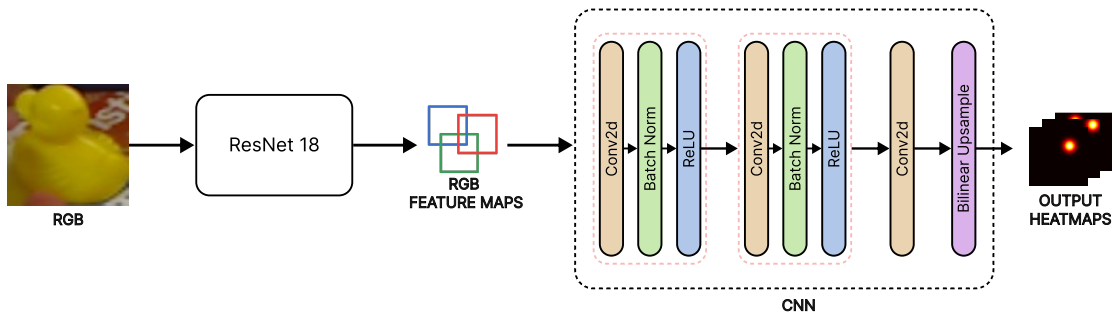 RGB
ResNet 18
RGB
FEATURE MAPS
Conv2d
Batch Norm
ReLU
Conv2d
Batch Norm
ReLU
Conv2d
Bilinear Upsample
CNN
OUTPUT
HEATMAPS